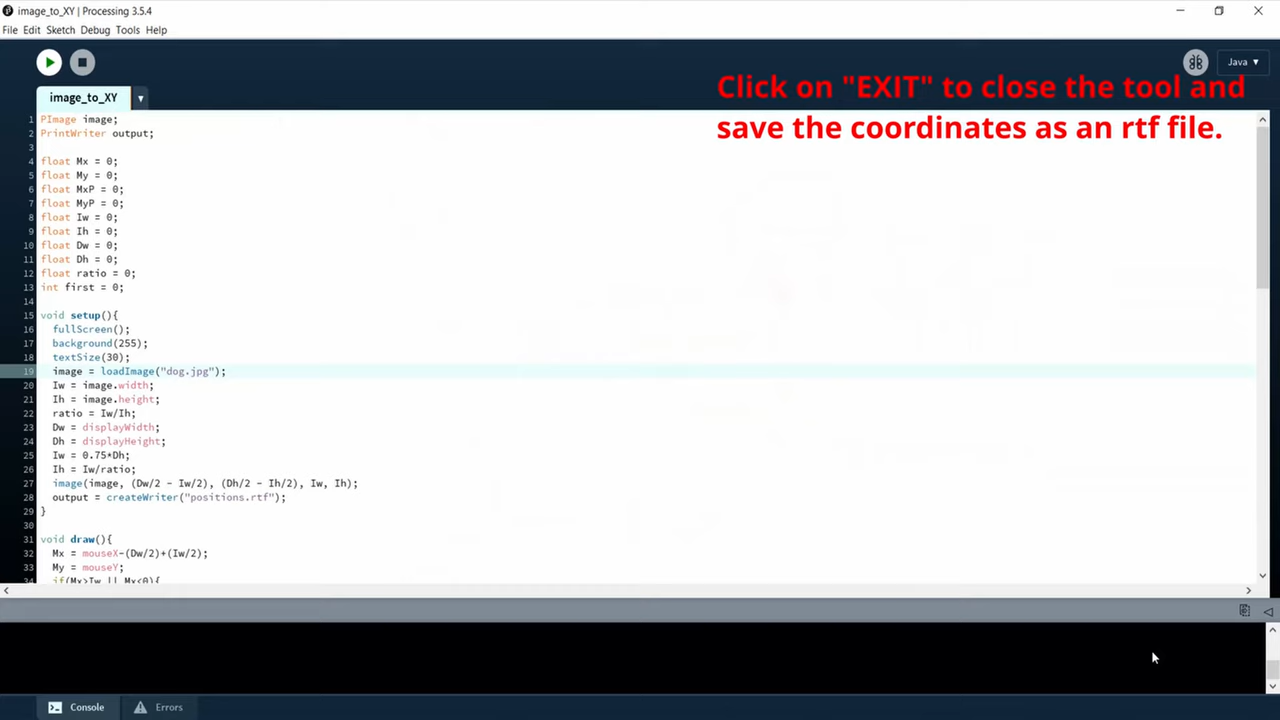 image_to_XY | Processing 3.5.4
File Edit Sketch Debug Tools Help
Java ▾
Click on "EXIT" to close the tool and
save the coordinates as an rtf file.
image_to_XY ▾
1 PImage image;
2 PrintWriter output;
3
4 float Mx = 0;
5 float My = 0;
6 float MxP = 0;
7 float MyP = 0;
8 float Iw = 0;
9 float Ih = 0;
10 float Dw = 0;
11 float Dh = 0;
12 float ratio = 0;
13 int first = 0;
14
15 void setup(){
16 fullScreen();
17 background(255);
18 textSize(30);
19 image = loadImage("dog.jpg");
20 Iw = image.width;
21 Ih = image.height;
22 ratio = Iw/Ih;
23 Dw = displayWidth;
24 Dh = displayHeight;
25 Iw = 0.75*Dh;
26 Ih = Iw/ratio;
27 image(image, (Dw/2 - Iw/2), (Dh/2 - Ih/2), Iw, Ih);
28 output = createWriter("positions.rtf");
29 }
30
31 void draw(){
32 Mx = mouseX-(Dw/2)+(Iw/2);
33 My = mouseY;
34 if(Mx>Iw || Mx<0){
Console Errors